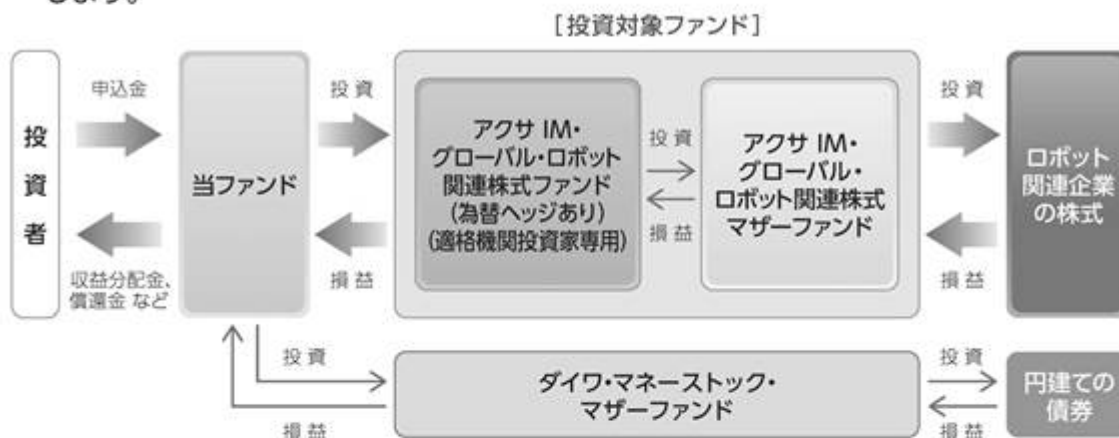 します。
[投資対象ファンド]
投資者
申込金
収益分配金、
償還金 など
当ファンド
投資
損益
アクサ IM・
グローバル・ロボット
関連株式ファンド
(為替ヘッジあり)
(適格機関投資家専用)
投資
損益
アクサ IM・
グローバル・
ロボット関連株式
マザーファンド
投資
損益
ロボット
関連企業
の株式
投資
損益
ダイワ・マネーストック・
マザーファンド
投資
損益
円建ての
債券